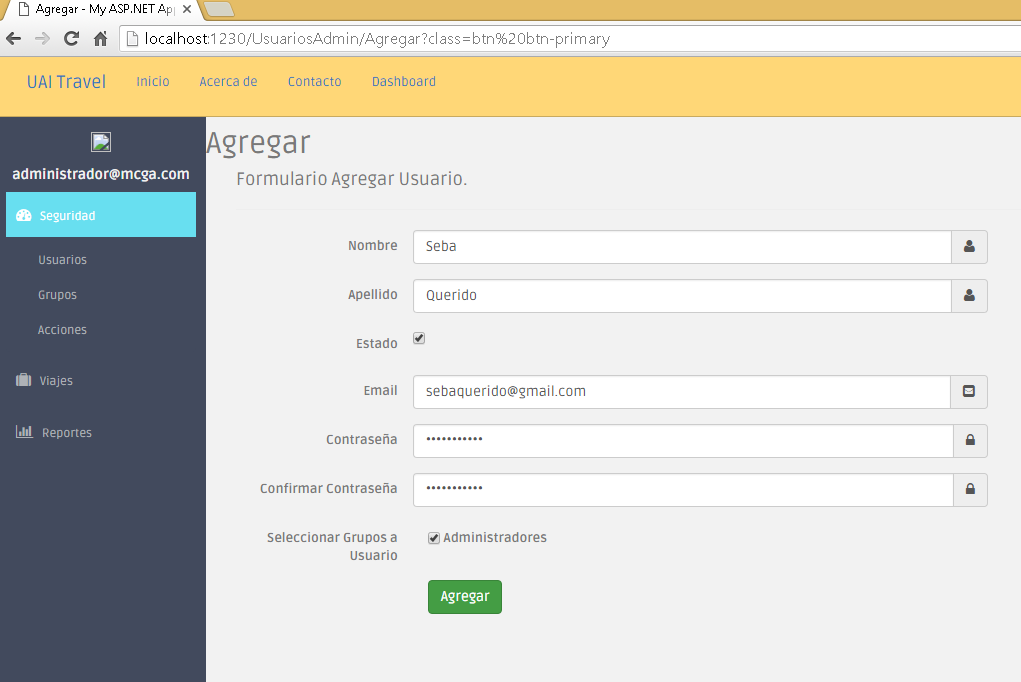 Agregar - My ASP.NET Ap
localhost:1230/UsuariosAdmin/Agregar?class=btn%20btn-primary
UAI Travel Inicio Acerca de Contacto Dashboard
administrador@mcga.com
Seguridad
Usuarios
Grupos
Acciones
Viajes
Reportes
Agregar
Formulario Agregar Usuario.
Nombre Seba
Apellido Querido
Estado
Email sebaquerido@gmail.com
Contraseña •••••••••••
Confirmar Contraseña •••••••••••
Seleccionar Grupos a
Usuario
Administradores
Agregar